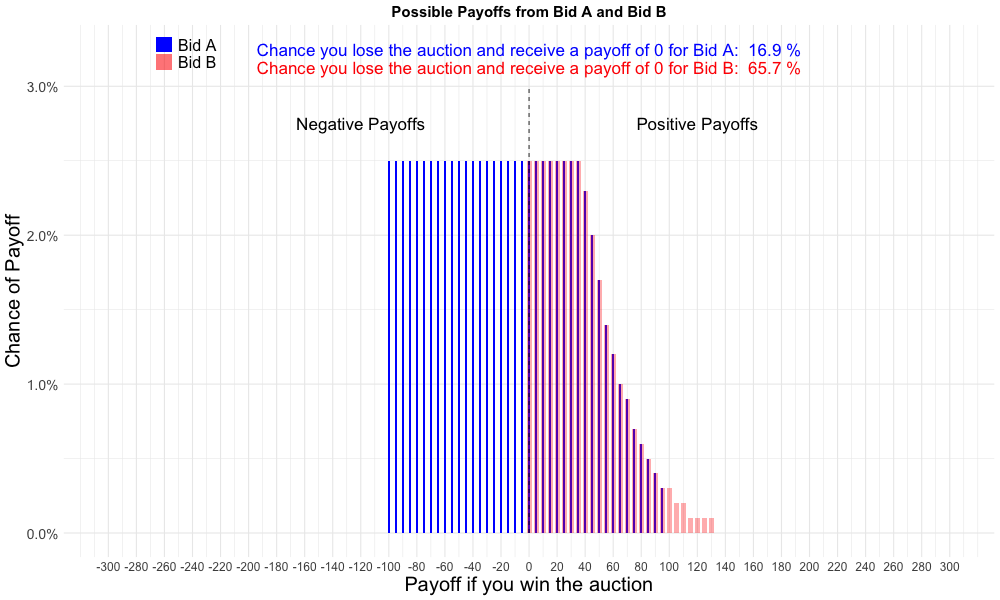 Possible Payoffs from Bid A and Bid B
Bid A
Bid B
Chance you lose the auction and receive a payoff of 0 for Bid A:  16.9 %
Chance you lose the auction and receive a payoff of 0 for Bid B:  65.7 %
3.0%
Negative Payoffs
Positive Payoffs
Chance of Payoff
2.0%
1.0%
0.0%
-300 -280 -260 -240 -220 -200 -180 -160 -140 -120 -100 -80 -60 -40 -20 0 20 40 60 80 100 120 140 160 180 200 220 240 260 280 300
Payoff if you win the auction